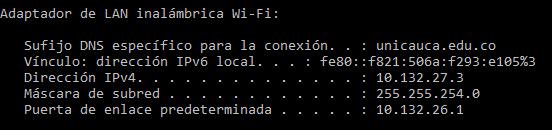 Adaptador de LAN inalámbrica Wi-Fi:
Sufijo DNS específico para la conexión. . : unicauca.edu.co
Vínculo: dirección IPv6 local. . . : fe80::f821:506a:f293:e105%3
Dirección IPv4. . . . . . . . . . . . . . : 10.132.27.3
Máscara de subred . . . . . . . . . . . . : 255.255.254.0
Puerta de enlace predeterminada . . . . . : 10.132.26.1